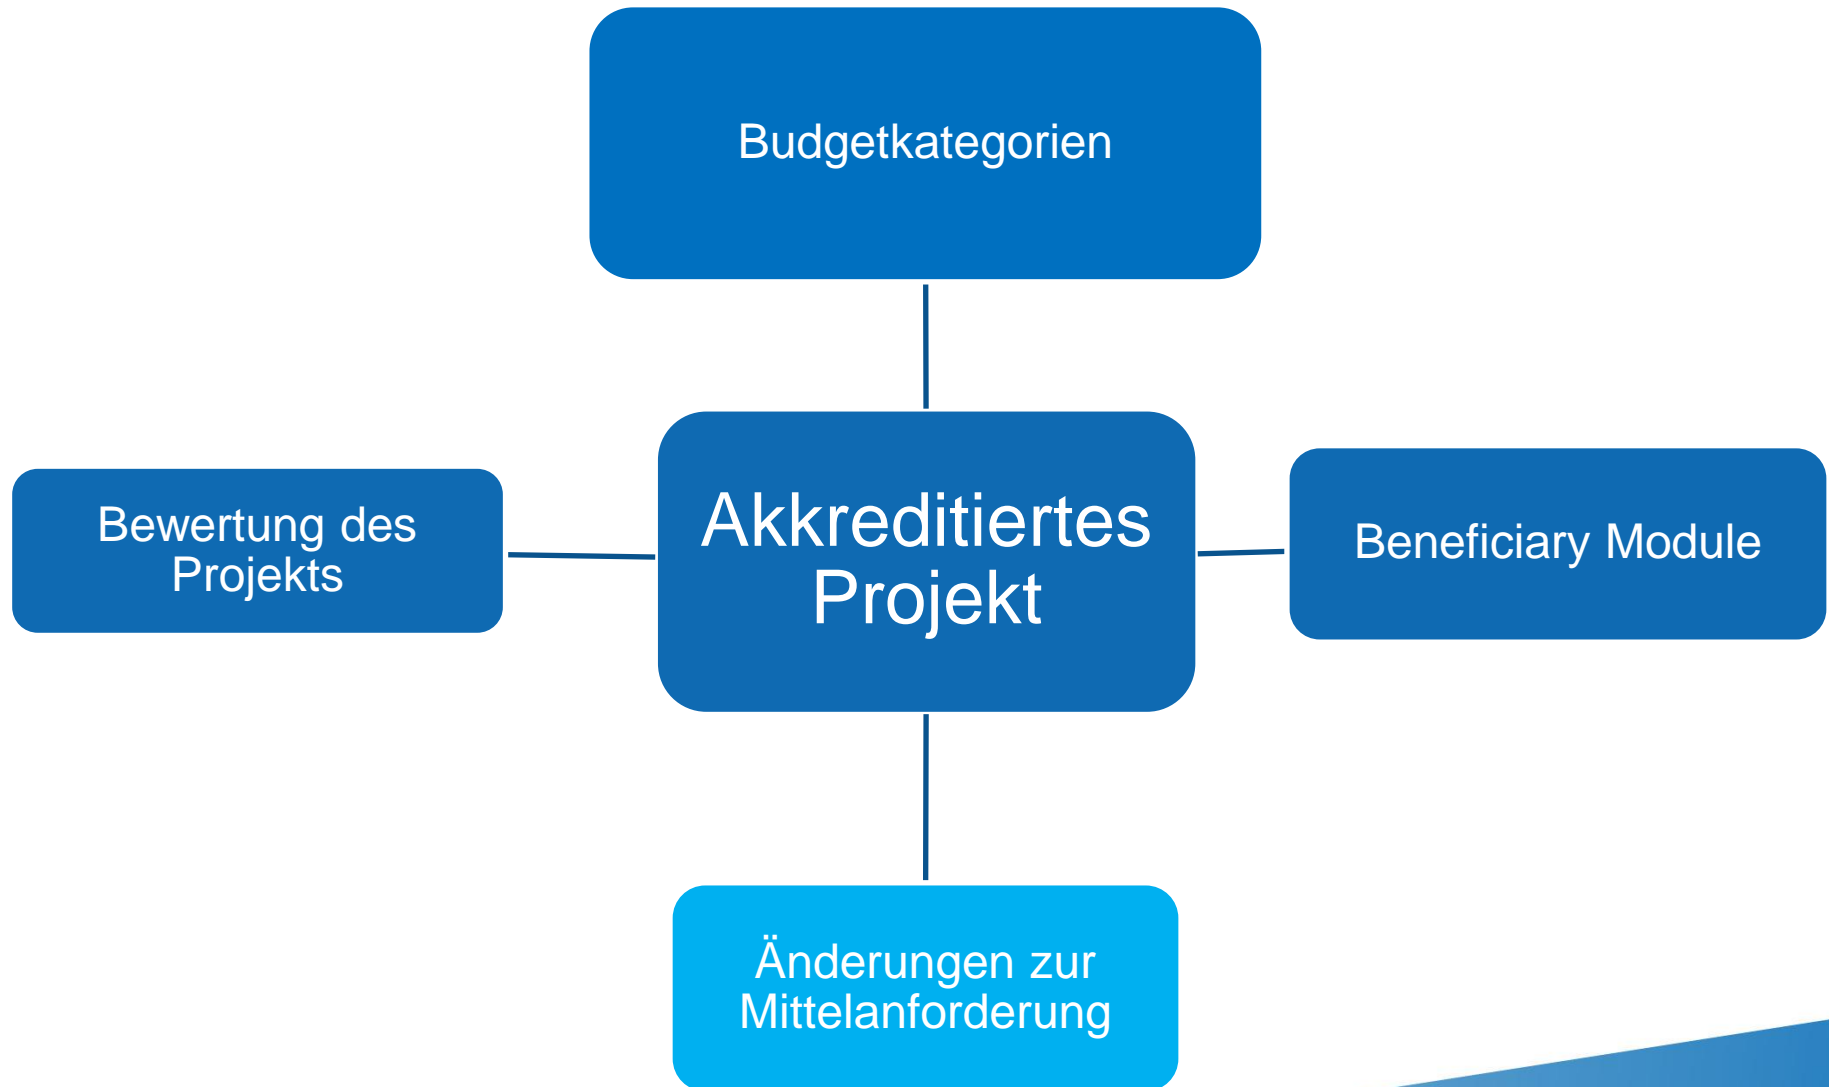 Budgetkategorien
Bewertung des
Projekts
Akkreditiertes
Projekt
Beneficiary Module
Änderungen zur
Mittelanforderung